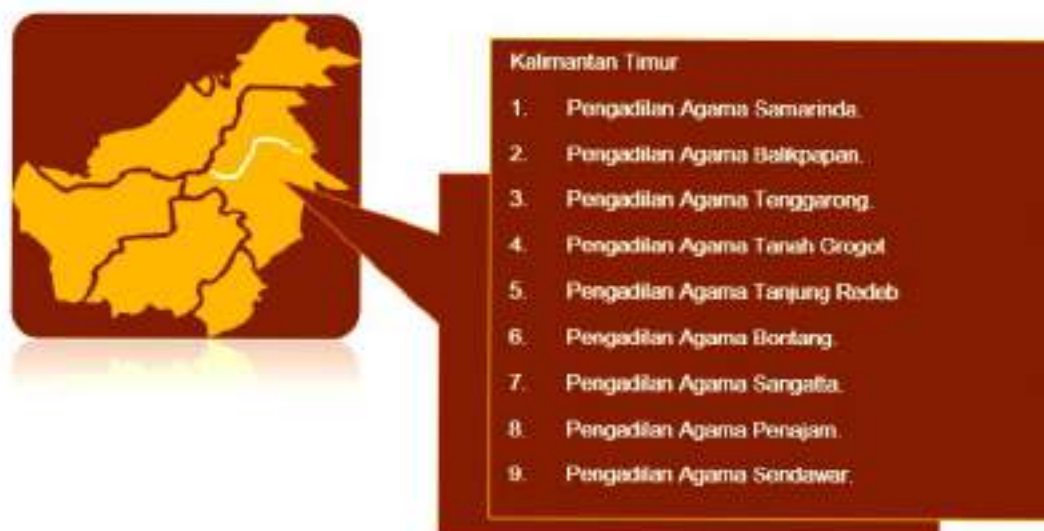 Kalimantan Timur
1. Pengadilan Agama Samarinda.
2. Pengadilan Agama Balikpapan.
3. Pengadilan Agama Tenggarong.
4. Pengadilan Agama Tanah Grogot
5. Pengadilan Agama Tanjung Redeb
6. Pengadilan Agama Bontang.
7. Pengadilan Agama Sangatta.
8. Pengadilan Agama Penajam.
9. Pengadilan Agama Sendawar.